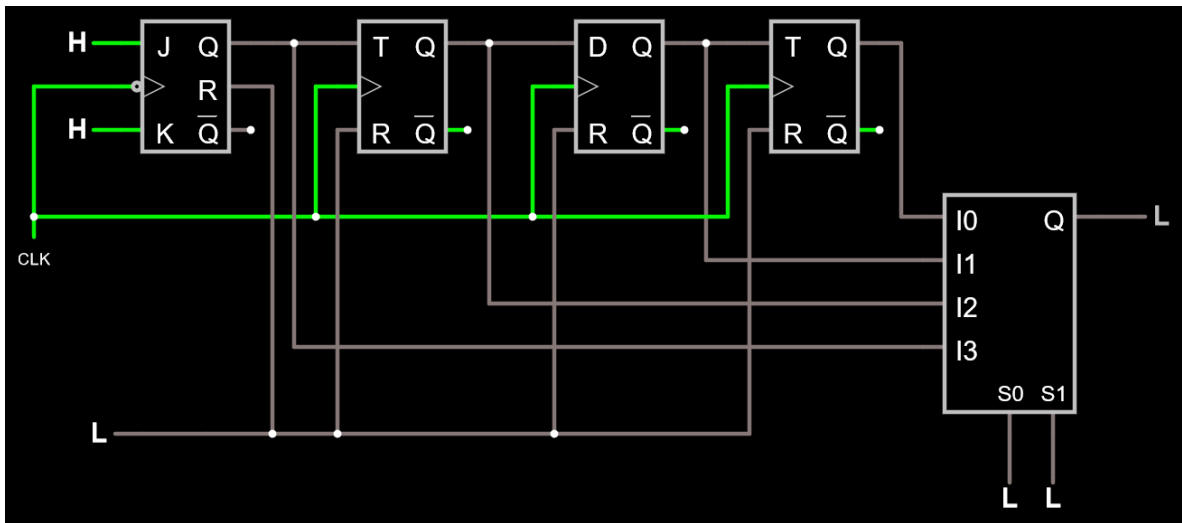 H
J Q
R
H
K Q̅
T Q
R Q̅
D Q
R Q̅
T Q
R Q̅
CLK
I0 Q
I1
I2
I3
S0 S1
L
L
L L